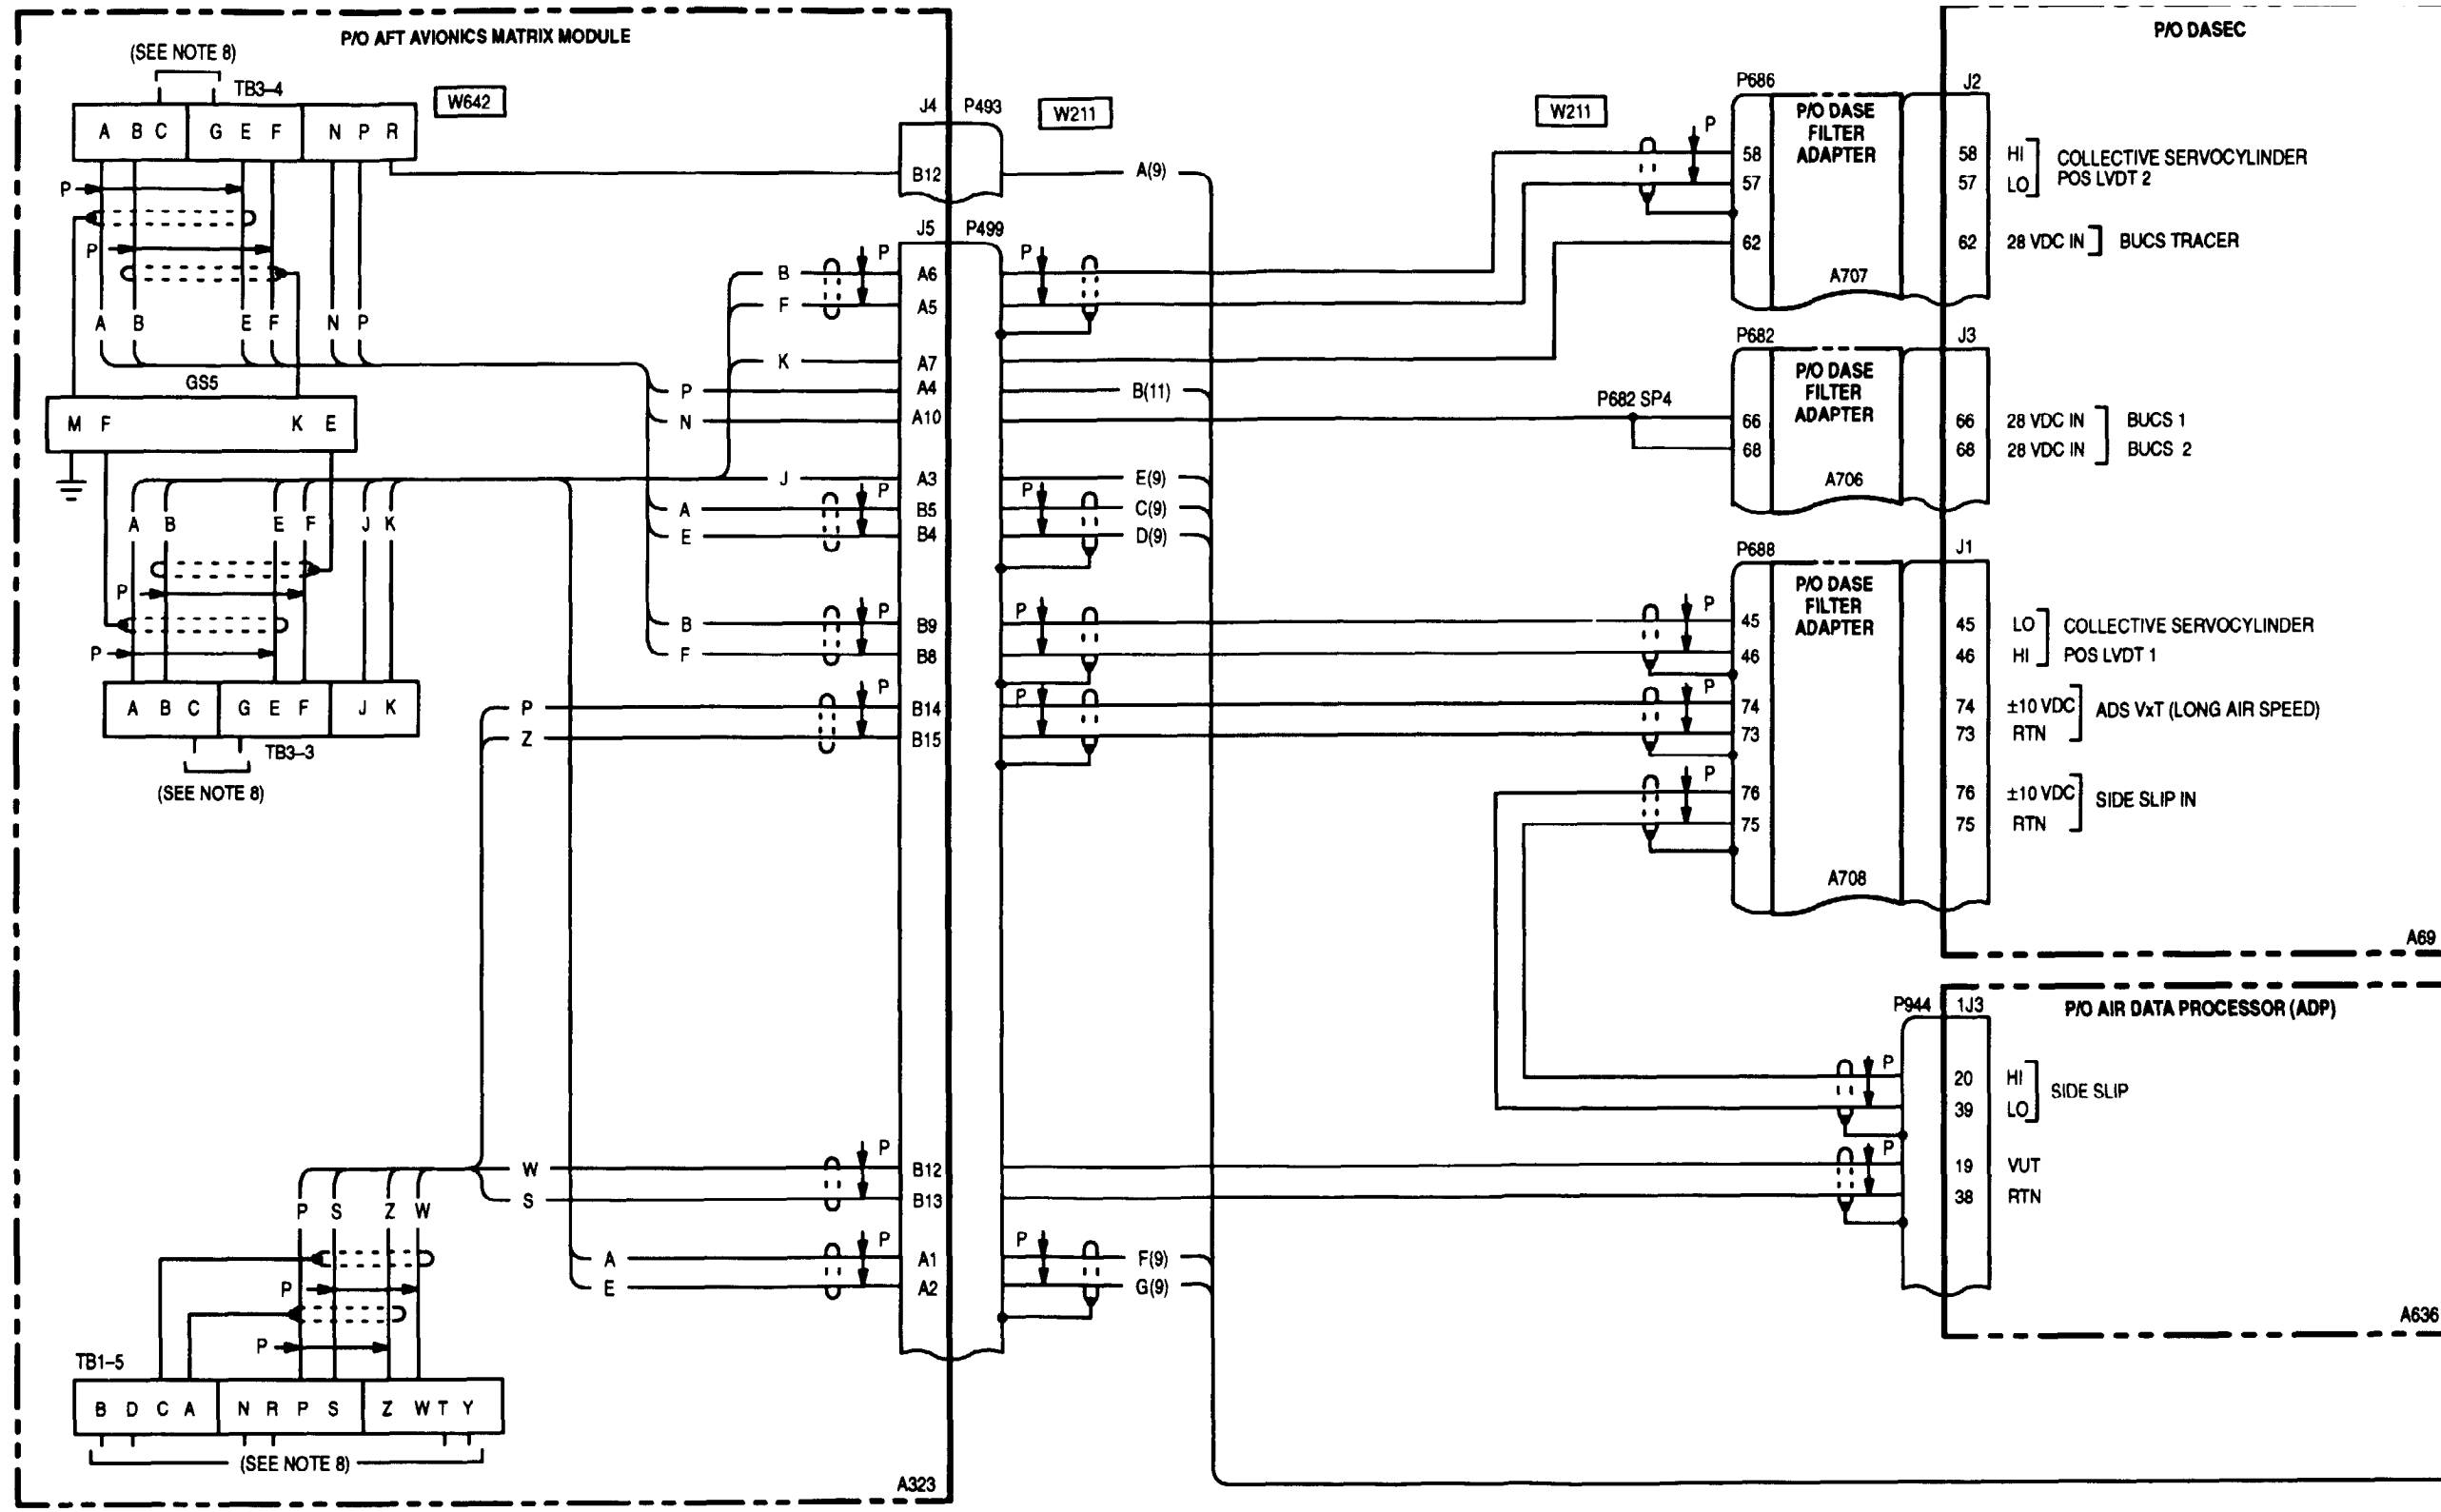 P/O AFT AVIONICS MATRIX MODULE
P/O DASEC
(SEE NOTE 8)
TB3-4
W642
A B C G E F N P R
J4 P493
W211
W211
P686
J2
P/O DASE
FILTER
ADAPTER
P
58
57
62
A707
58 HI
57 LO
COLLECTIVE SERVOCYLINDER
POS LVDT 2
62 28 VDC IN BUCS TRACER
B12
A(9)
P
P
A B E F N P
J5 P499
B P A6 P
F A5
K A7
P A4 B(11)
N A10
P682 SP4
P682
J3
P/O DASE
FILTER
ADAPTER
66
68
A706
66 28 VDC IN BUCS 1
68 28 VDC IN BUCS 2
GS5
M F K E
J A3 E(9)
A P B5 P C(9)
E B4 D(9)
A B E F J K
P
P
A B C G E F J K
TB3-3
(SEE NOTE 8)
B P B9 P
F B8
P P B14 P
Z B15
P688
J1
P/O DASE
FILTER
ADAPTER
P
45
46
P
74
73
P
76
75
A708
45 LO
46 HI
COLLECTIVE SERVOCYLINDER
POS LVDT 1
74 ±10 VDC
73 RTN
ADS VxT (LONG AIR SPEED)
76 ±10 VDC
75 RTN
SIDE SLIP IN
A69
P944 1J3
P/O AIR DATA PROCESSOR (ADP)
P
20 HI
39 LO
SIDE SLIP
P
19 VUT
38 RTN
A636
W P B12
S B13
P S Z W
A P A1 P F(9)
E A2 G(9)
P
P
TB1-5
B D C A N R P S Z W T Y
(SEE NOTE 8)
A323